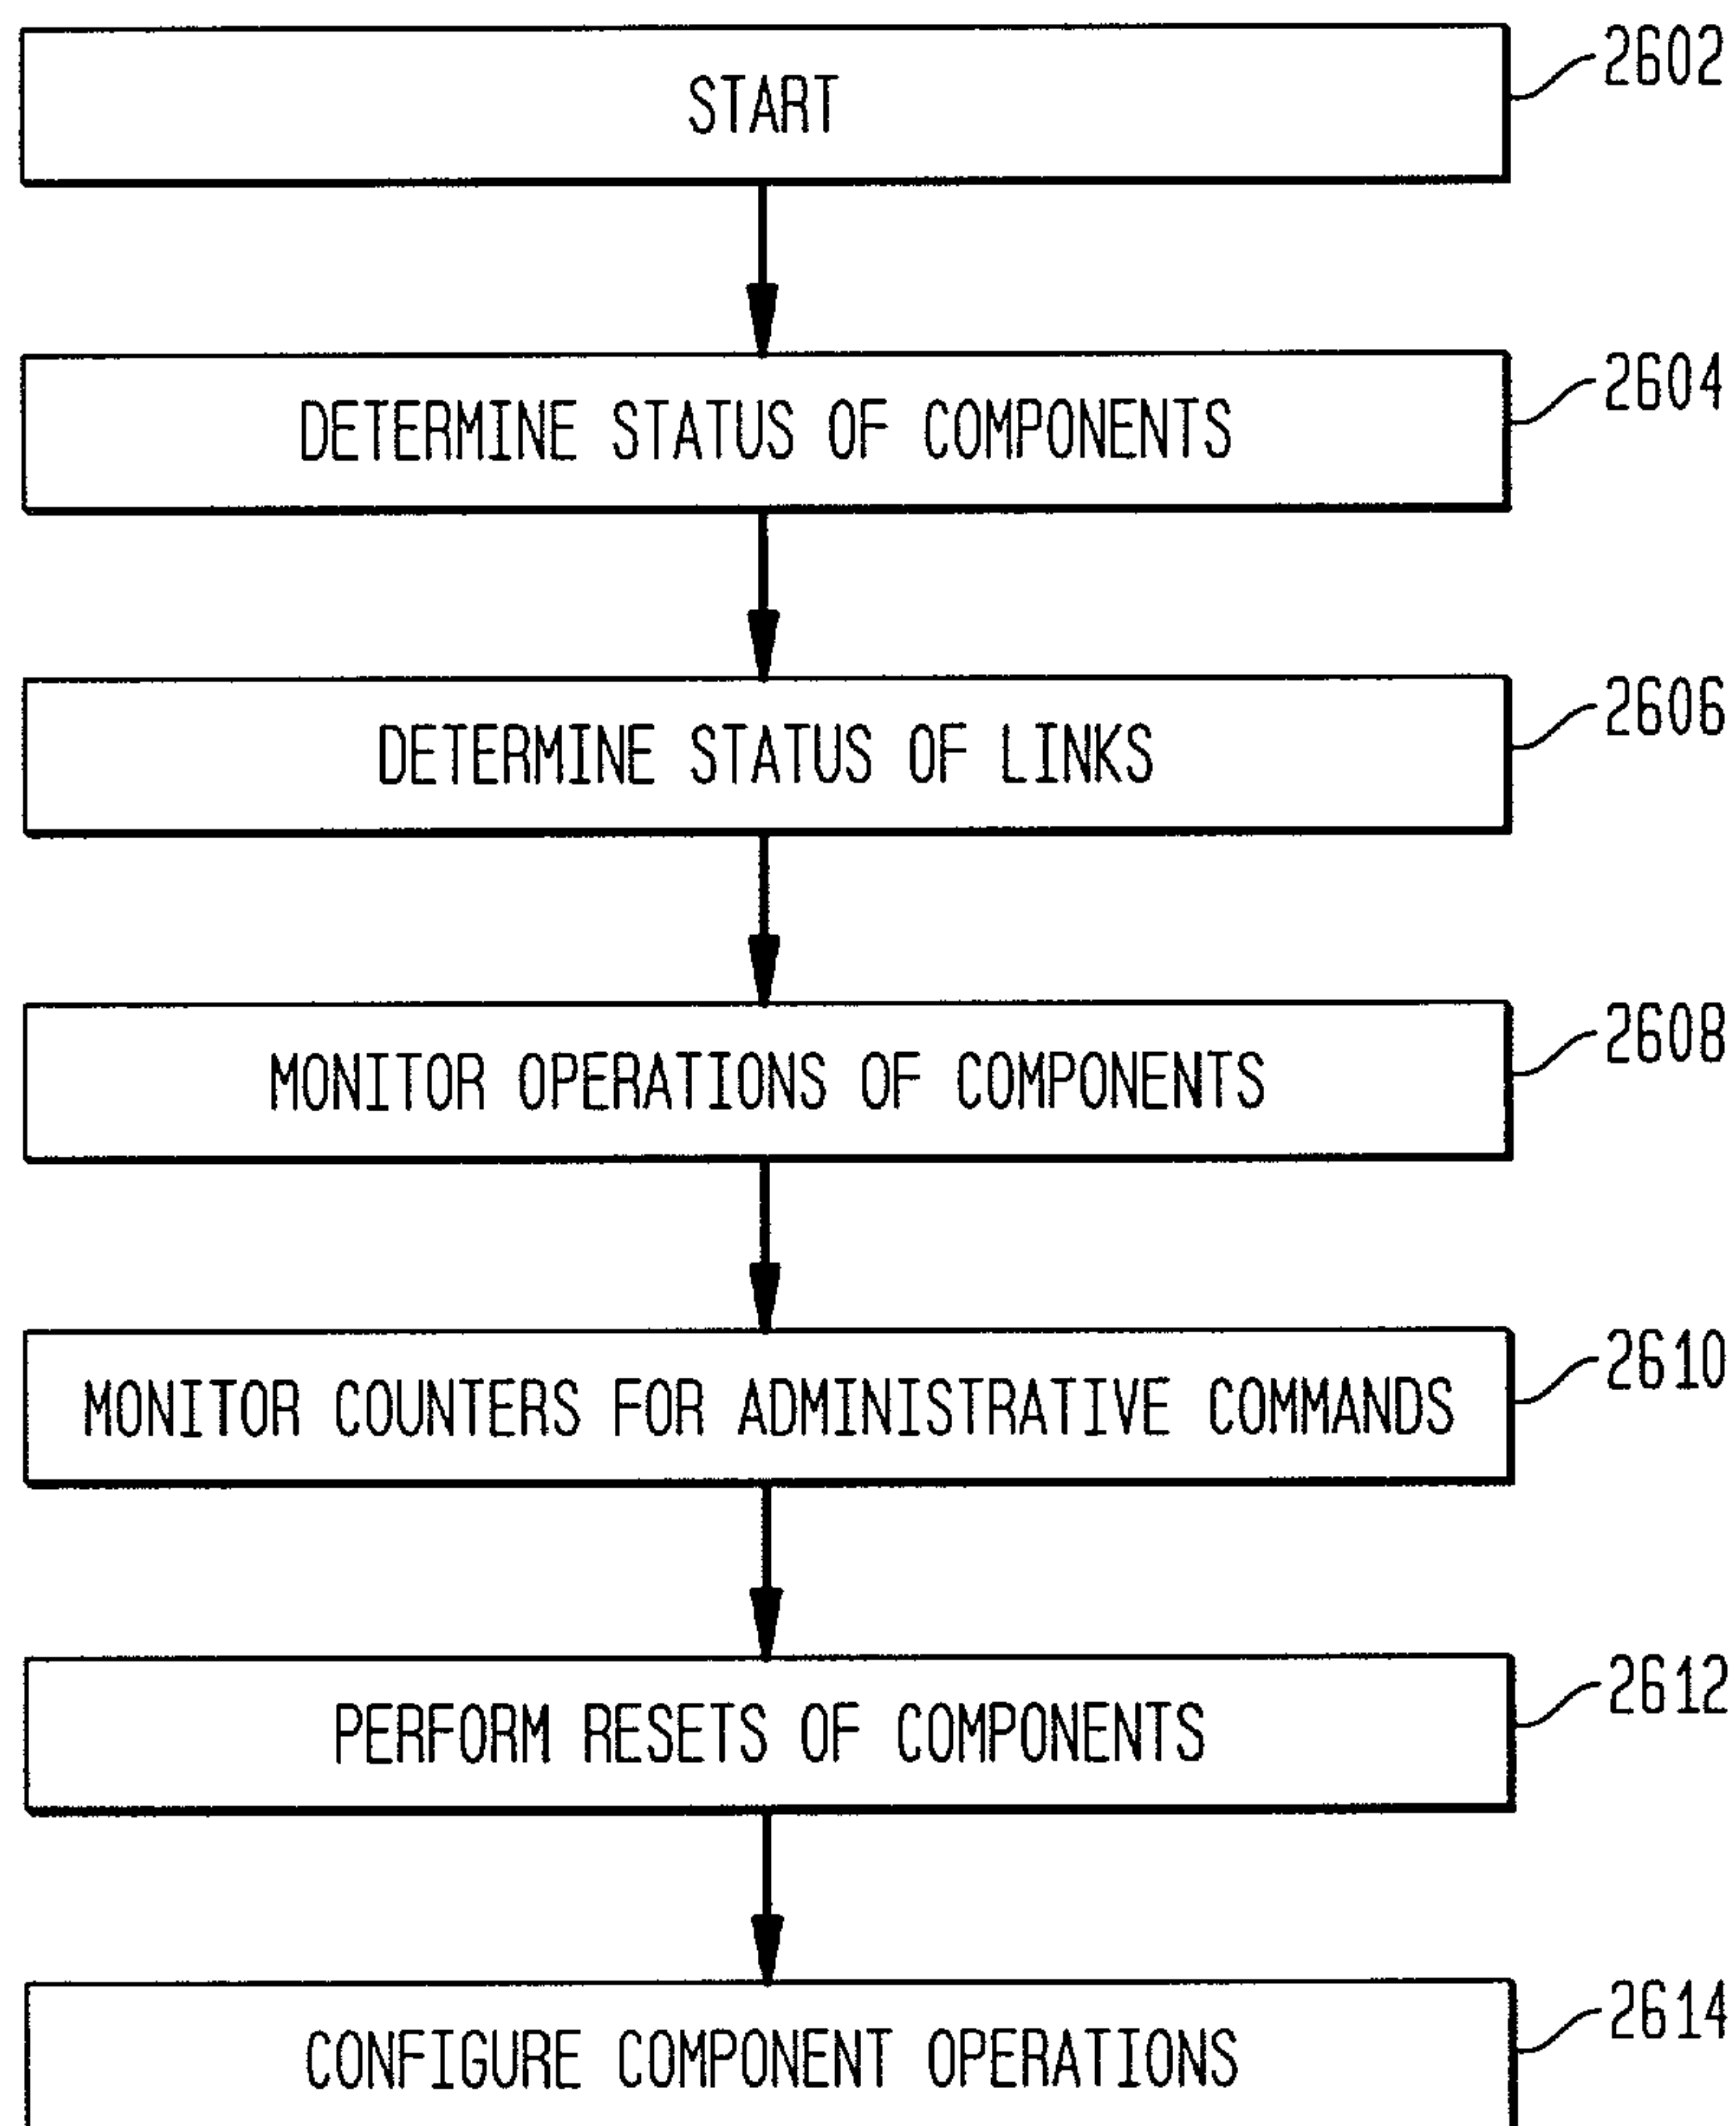 START
2602
DETERMINE STATUS OF COMPONENTS
2604
DETERMINE STATUS OF LINKS
2606
MONITOR OPERATIONS OF COMPONENTS
2608
MONITOR COUNTERS FOR ADMINISTRATIVE COMMANDS
2610
PERFORM RESETS OF COMPONENTS
2612
CONFIGURE COMPONENT OPERATIONS
2614